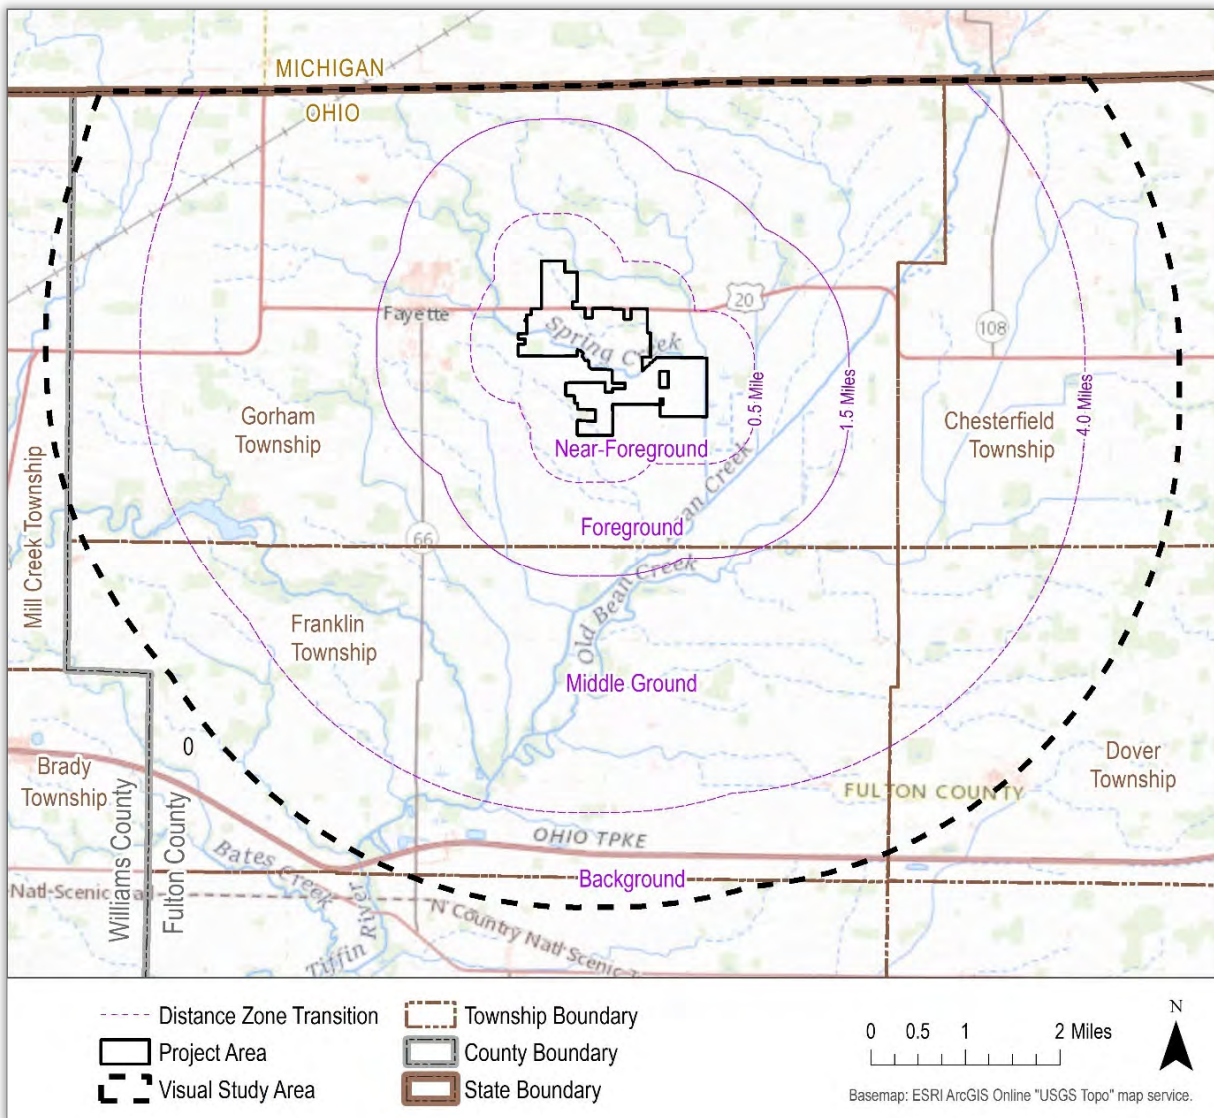 MICHIGAN
OHIO
20
Fayette
Spring Creek
108
0.5 Mile
1.5 Miles
4.0 Miles
Gorham
Township
Chesterfield
Township
Near-Foreground
Mill Creek Township
Foreground
66
ean Creek
Old Bean Creek
Franklin
Township
Middle Ground
0
Brady
Township
Dover
Township
FULTON COUNTY
Williams County
Fulton County
OHIO TPKE
Bates Creek
Background
Natl-Scenic
N Country Natl Scenic T
Tiffin River
Distance Zone Transition
Township Boundary
Project Area
County Boundary
Visual Study Area
State Boundary
0 0.5 1 2 Miles
N
Basemap: ESRI ArcGIS Online "USGS Topo" map service.